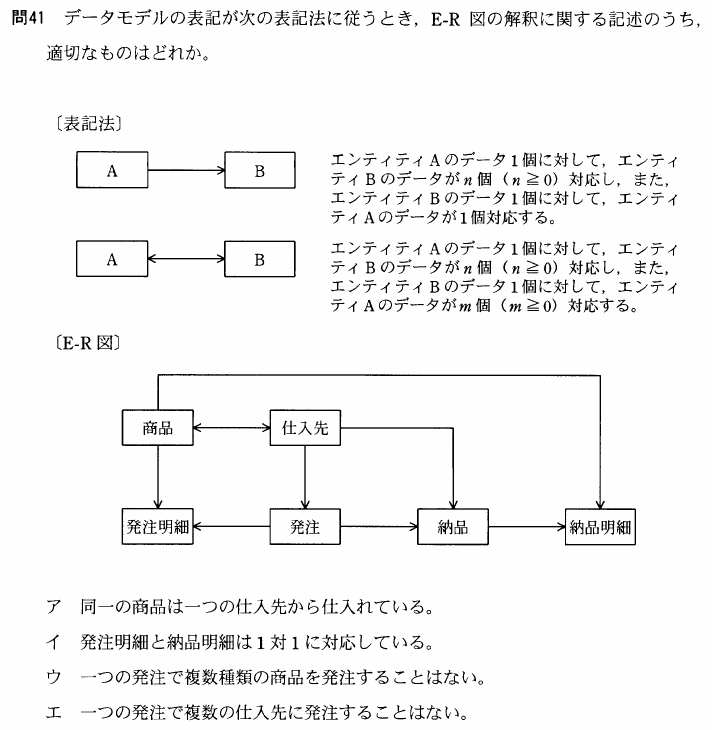 問41 データモデルの表記が次の表記法に従うとき，E-R 図の解釈に関する記述のうち，
適切なものはどれか。
〔表記法〕
A
B
エンティティ A のデータ 1 個に対して，エンティ
ティ B のデータが n 個（n ≧ 0）対応し，また，
エンティティ B のデータ 1 個に対して，エンティ
ティ A のデータが 1 個対応する。
A
B
エンティティ A のデータ 1 個に対して，エンティ
ティ B のデータが n 個（n ≧ 0）対応し，また，
エンティティ B のデータ 1 個に対して，エンティ
ティ A のデータが m 個（m ≧ 0）対応する。
〔E-R 図〕
商品
仕入先
発注明細
発注
納品
納品明細
ア 同一の商品は一つの仕入先から仕入れている。
イ 発注明細と納品明細は 1 対 1 に対応している。
ウ 一つの発注で複数種類の商品を発注することはない。
エ 一つの発注で複数の仕入先に発注することはない。